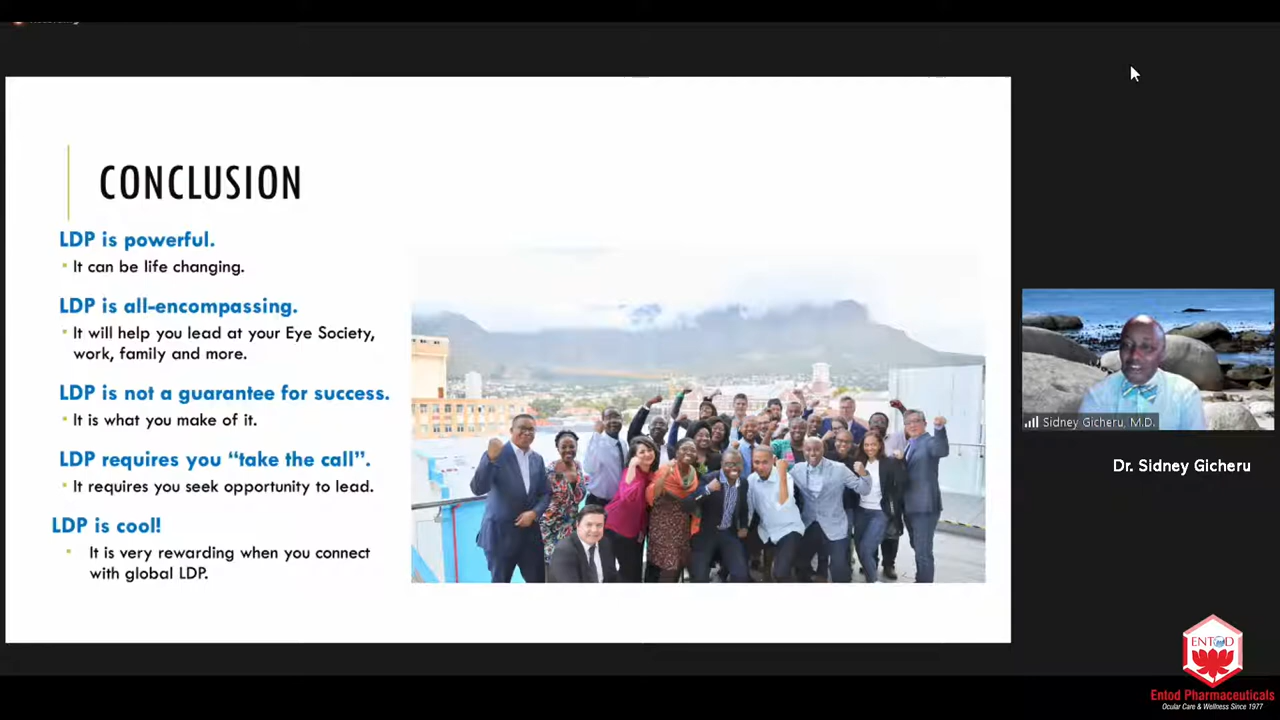 CONCLUSION
LDP is powerful.
▪ It can be life changing.
LDP is all-encompassing.
▪ It will help you lead at your Eye Society,
work, family and more.
LDP is not a guarantee for success.
▪ It is what you make of it.
LDP requires you “take the call”.
▪ It requires you seek opportunity to lead.
LDP is cool!
▪ It is very rewarding when you connect
with global LDP.
Sidney Gicheru, M.D.
Dr. Sidney Gicheru
ENTOD
Entod Pharmaceuticals
Ocular Care & Wellness Since 1977